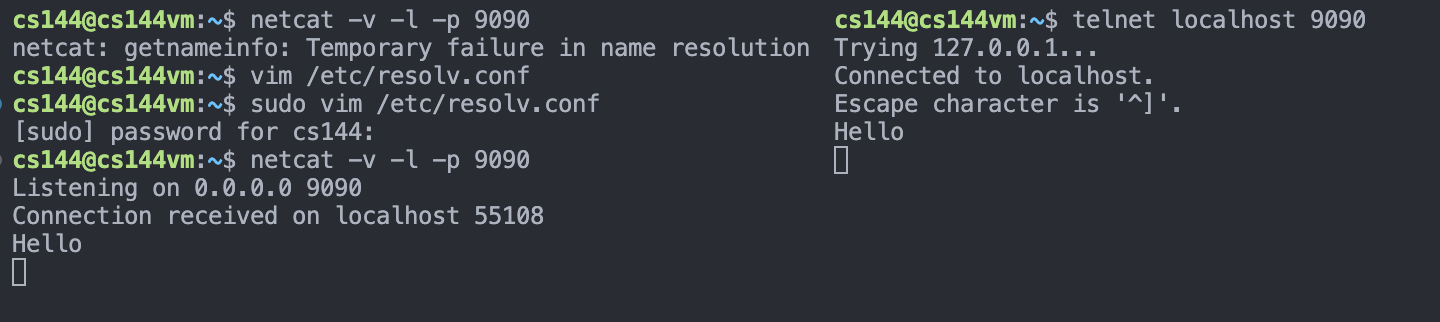 cs144@cs144vm:~$ netcat -v -l -p 9090
netcat: getnameinfo: Temporary failure in name resolution
cs144@cs144vm:~$ vim /etc/resolv.conf
cs144@cs144vm:~$ sudo vim /etc/resolv.conf
[sudo] password for cs144:
cs144@cs144vm:~$ netcat -v -l -p 9090
Listening on 0.0.0.0 9090
Connection received on localhost 55108
Hello
cs144@cs144vm:~$ telnet localhost 9090
Trying 127.0.0.1...
Connected to localhost.
Escape character is '^]'.
Hello